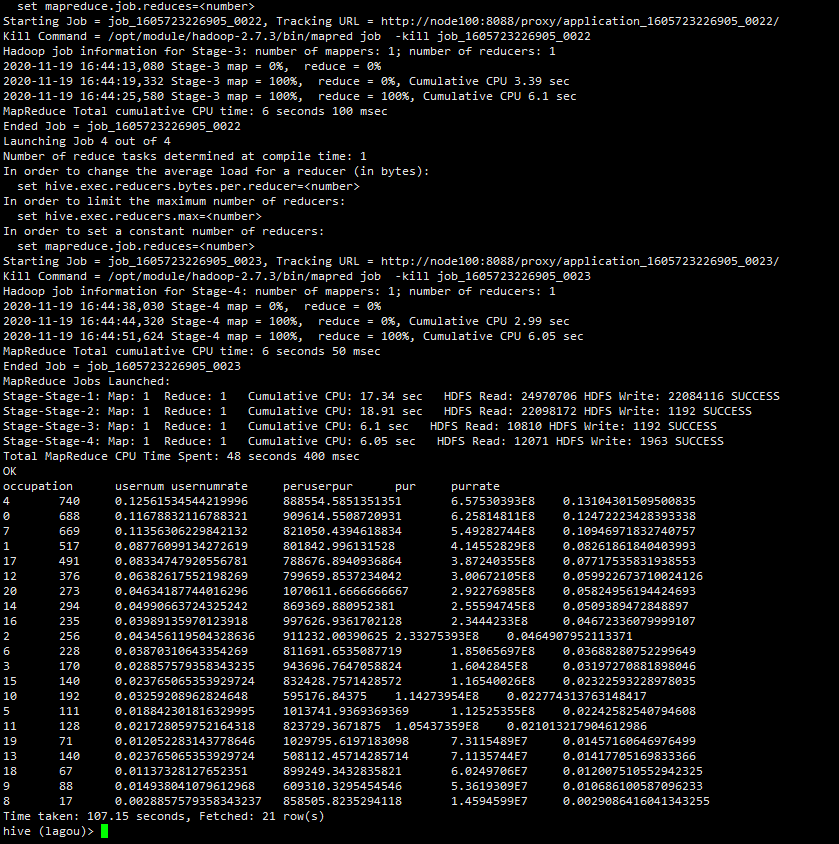 set mapreduce.job.reduces=<number>
Starting Job = job_1605723226905_0022, Tracking URL = http://node100:8088/proxy/application_1605723226905_0022/
Kill Command = /opt/module/hadoop-2.7.3/bin/mapred job  -kill job_1605723226905_0022
Hadoop job information for Stage-3: number of mappers: 1; number of reducers: 1
2020-11-19 16:44:13,080 Stage-3 map = 0%,  reduce = 0%
2020-11-19 16:44:19,332 Stage-3 map = 100%,  reduce = 0%, Cumulative CPU 3.39 sec
2020-11-19 16:44:25,580 Stage-3 map = 100%,  reduce = 100%, Cumulative CPU 6.1 sec
MapReduce Total cumulative CPU time: 6 seconds 100 msec
Ended Job = job_1605723226905_0022
Launching Job 4 out of 4
Number of reduce tasks determined at compile time: 1
In order to change the average load for a reducer (in bytes):
  set hive.exec.reducers.bytes.per.reducer=<number>
In order to limit the maximum number of reducers:
  set hive.exec.reducers.max=<number>
In order to set a constant number of reducers:
  set mapreduce.job.reduces=<number>
Starting Job = job_1605723226905_0023, Tracking URL = http://node100:8088/proxy/application_1605723226905_0023/
Kill Command = /opt/module/hadoop-2.7.3/bin/mapred job  -kill job_1605723226905_0023
Hadoop job information for Stage-4: number of mappers: 1; number of reducers: 1
2020-11-19 16:44:38,030 Stage-4 map = 0%,  reduce = 0%
2020-11-19 16:44:44,320 Stage-4 map = 100%,  reduce = 0%, Cumulative CPU 2.99 sec
2020-11-19 16:44:51,624 Stage-4 map = 100%,  reduce = 100%, Cumulative CPU 6.05 sec
MapReduce Total cumulative CPU time: 6 seconds 50 msec
Ended Job = job_1605723226905_0023
MapReduce Jobs Launched:
Stage-Stage-1: Map: 1  Reduce: 1   Cumulative CPU: 17.34 sec   HDFS Read: 24970706 HDFS Write: 22084116 SUCCESS
Stage-Stage-2: Map: 1  Reduce: 1   Cumulative CPU: 18.91 sec   HDFS Read: 22098172 HDFS Write: 1192 SUCCESS
Stage-Stage-3: Map: 1  Reduce: 1   Cumulative CPU: 6.1 sec   HDFS Read: 10810 HDFS Write: 1192 SUCCESS
Stage-Stage-4: Map: 1  Reduce: 1   Cumulative CPU: 6.05 sec   HDFS Read: 12071 HDFS Write: 1963 SUCCESS
Total MapReduce CPU Time Spent: 48 seconds 400 msec
OK
occupation	usernum	usernumrate	peruserpur	pur	purrate
4	740	0.12561534544219996	888554.5851351351	6.57530393E8	0.13104301509500835
0	688	0.11678832116788321	909614.5508720931	6.25814811E8	0.12472223428393338
7	669	0.11356306229842132	821050.4394618834	5.49282744E8	0.10946971832740757
1	517	0.08776099134272619	801842.996131528	4.14552829E8	0.08261861840403993
17	491	0.08334747920556781	788676.8940936864	3.87240355E8	0.07717535831938553
12	376	0.06382617552198269	799659.8537234042	3.00672105E8	0.059922673710024126
20	273	0.04634187744016296	1070611.6666666667	2.92276985E8	0.05824956194424693
14	294	0.04990663724325242	869369.880952381	2.55594745E8	0.0509389472848897
16	235	0.03989135970123918	997626.9361702128	2.3444233E8	0.04672336079999107
2	256	0.043456119504328636	911232.00390625	2.33275393E8	0.0464907952113371
6	228	0.03870310643354269	811691.6535087719	1.85065697E8	0.03688280752299649
3	170	0.028857579358343235	943696.7647058824	1.6042845E8	0.03197270881898046
15	140	0.023765065353929724	832428.7571428572	1.16540026E8	0.02322593228978035
10	192	0.03259208962824648	595176.84375	1.14273954E8	0.022774313763148417
5	111	0.018842301816329995	1013741.9369369369	1.12525355E8	0.02242582540794608
11	128	0.021728059752164318	823729.3671875	1.05437359E8	0.021013217904612986
19	71	0.012052283143778646	1029795.6197183098	7.3115489E7	0.01457160646976499
13	140	0.023765065353929724	508112.45714285714	7.1135744E7	0.01417705169833366
18	67	0.01137328127652351	899249.3432835821	6.0249706E7	0.012007510552942325
9	88	0.014938041079612968	609310.3295454546	5.3619309E7	0.010686100587096233
8	17	0.0028857579358343237	858505.8235294118	1.4594599E7	0.0029086416041343255
Time taken: 107.15 seconds, Fetched: 21 row(s)
hive (lagou)>